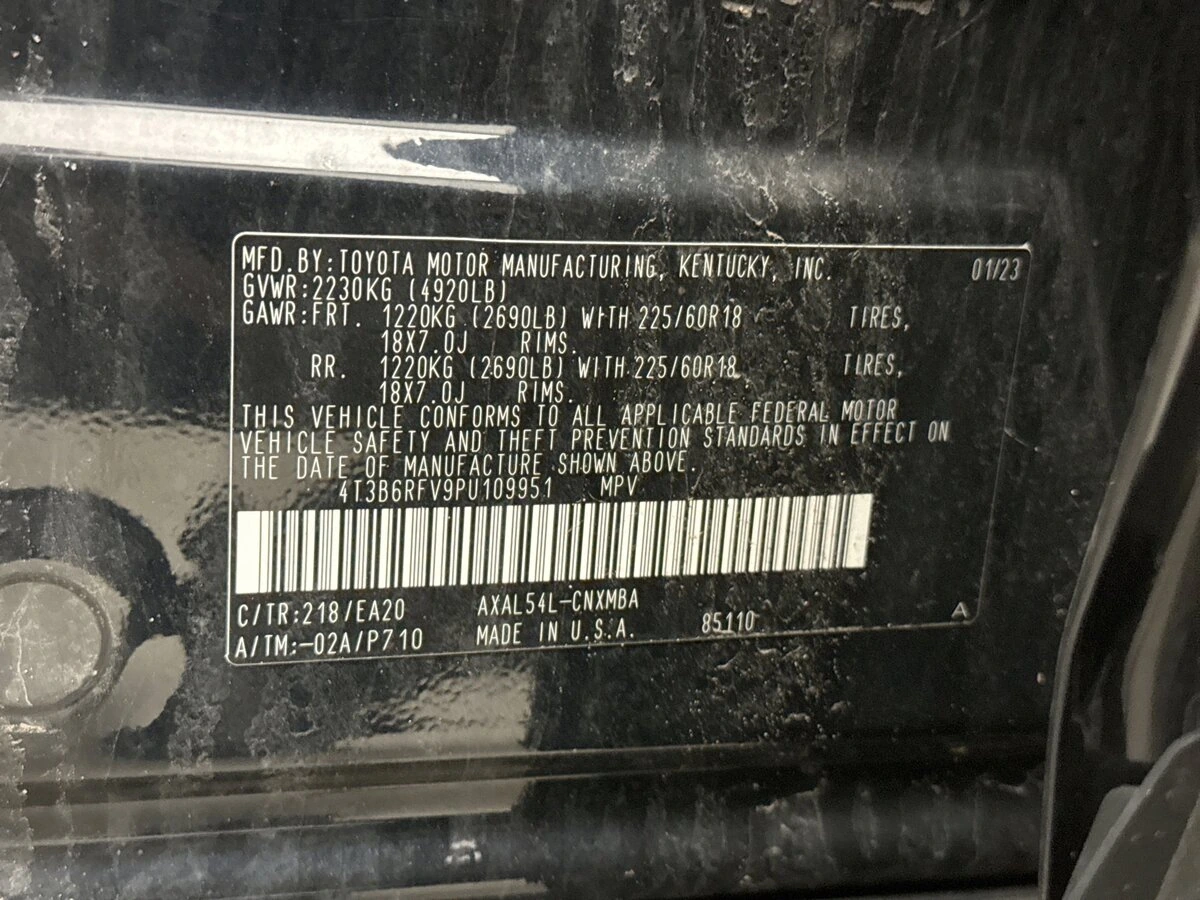 MFD.BY:TOYOTA MOTOR MANUFACTURING, KENTUCKY, INC. 01/23
GVWR:2230KG (4920LB)
GAWR:FRT. 1220KG (2690LB) WITH 225/60R18 TIRES,
18X7.0J RIMS.
RR. 1220KG (2690LB) WITH 225/60R18 TIRES,
18X7.0J RIMS.
THIS VEHICLE CONFORMS TO ALL APPLICABLE FEDERAL MOTOR
VEHICLE SAFETY AND THEFT PREVENTION STANDARDS IN EFFECT ON
THE DATE OF MANUFACTURE SHOWN ABOVE.
4T3B6RFV9PU109951 MPV
C/TR:218/EA20 AXAL54L-CNXMBA
A/TM:-02A/P710 MADE IN U.S.A. 85110 A